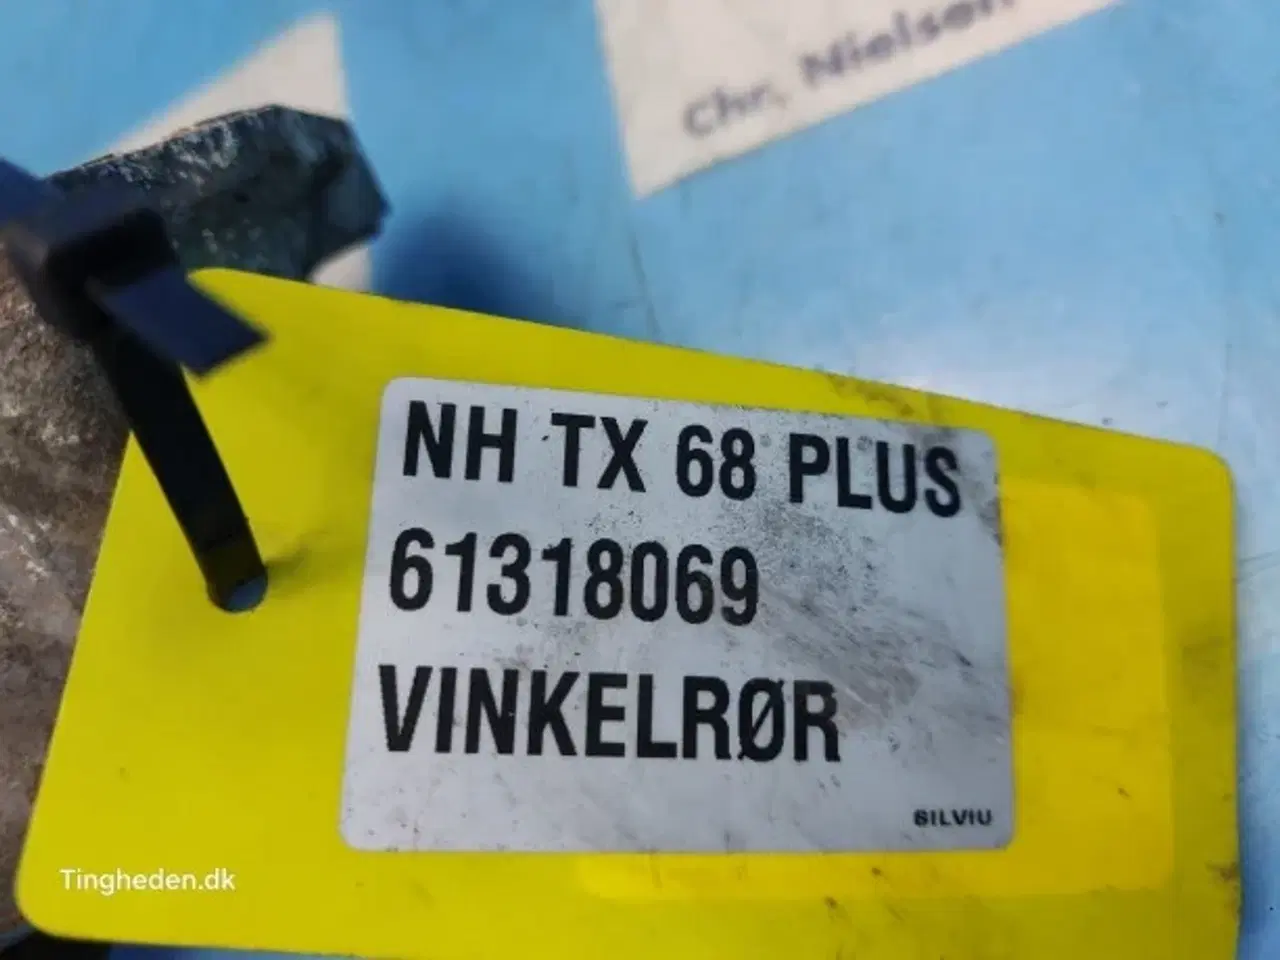 Chr. Nielsen
NH TX 68 PLUS
61318069
VINKELRØR
SILVIU
Tingheden.dk